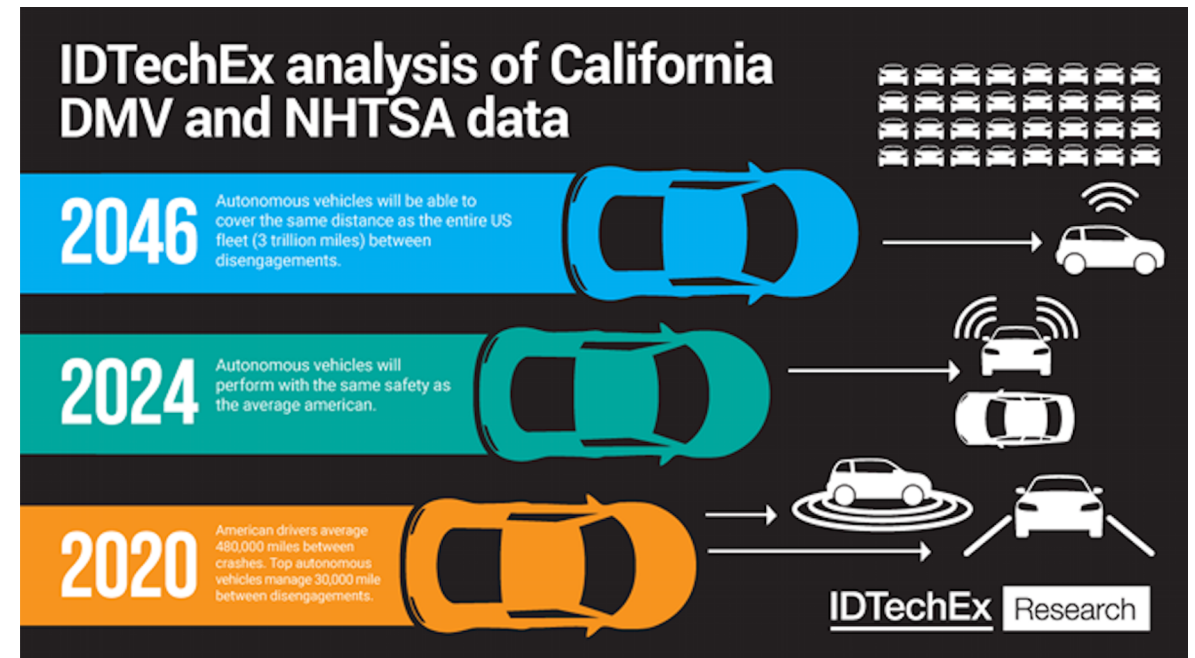 IDTechEx analysis of California
DMV and NHTSA data
2046
Autonomous vehicles will be able to
cover the same distance as the entire US
fleet (3 trillion miles) between
disengagements.
2024
Autonomous vehicles will
perform with the same safety as
the average american.
2020
American drivers average
480,000 miles between
crashes. Top autonomous
vehicles manage 30,000 mile
between disengagements.
IDTechEx Research